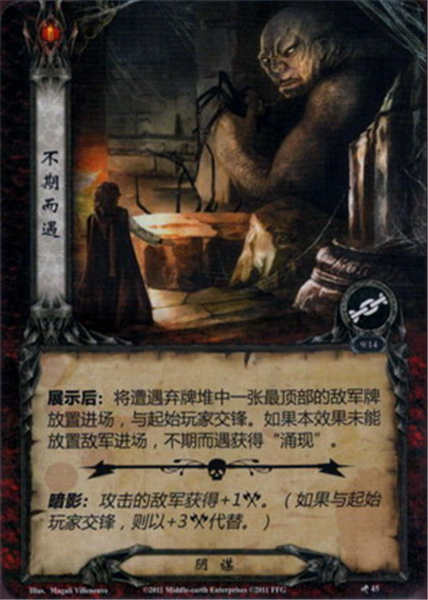 不期而遇
9/14
展示后：将遭遇弃牌堆中一张最顶部的敌军牌
放置进场，与起始玩家交锋。如果本效果未能
放置敌军进场，不期而遇获得“涌现”。
暗影：攻击的敌军获得+1。（如果与起始
玩家交锋，则以+3代替。）
阴谋
Illus. Magali Villeneuve ©2011 Middle-earth Enterprises ©2011 FFG 45